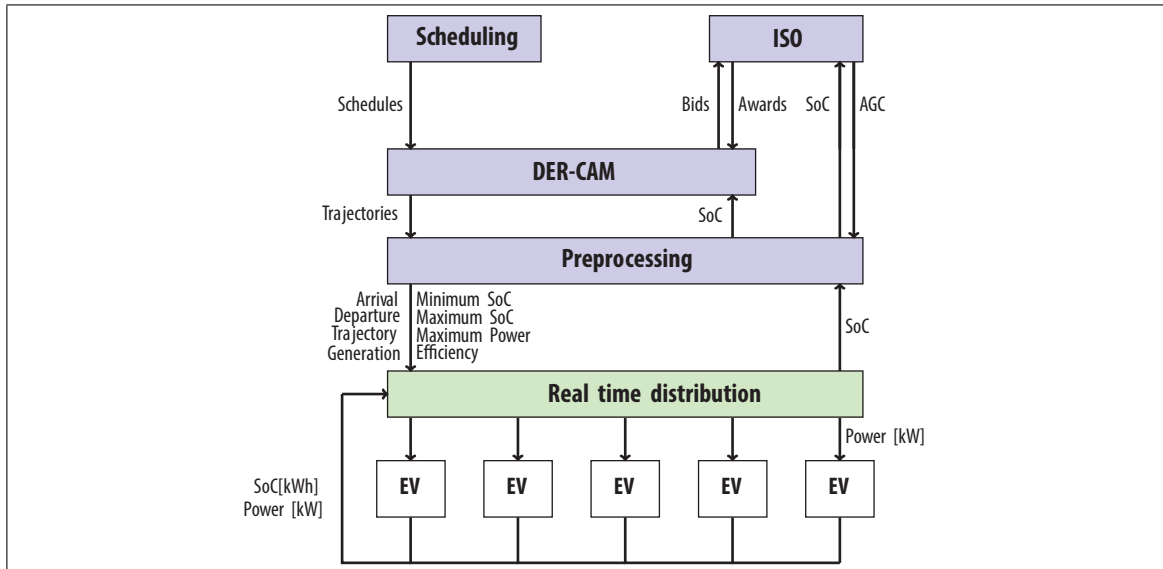 Scheduling
ISO
Schedules
Bids
Awards
SoC
AGC
DER-CAM
Trajectories
SoC
Preprocessing
Arrival
Departure
Trajectory
Generation
Minimum SoC
Maximum SoC
Maximum Power
Efficiency
SoC
Real time distribution
Power [kW]
SoC[kWh]
Power [kW]
EV
EV
EV
EV
EV